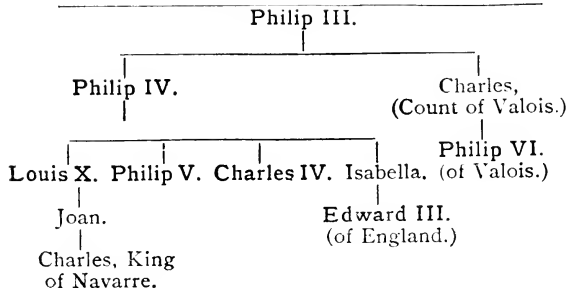 Philip III.
Philip IV.
Charles,
(Count of Valois.)
Louis X. Philip V. Charles IV. Isabella.
Philip VI.
(of Valois.)
Joan.
Edward III.
(of England.)
Charles, King
of Navarre.